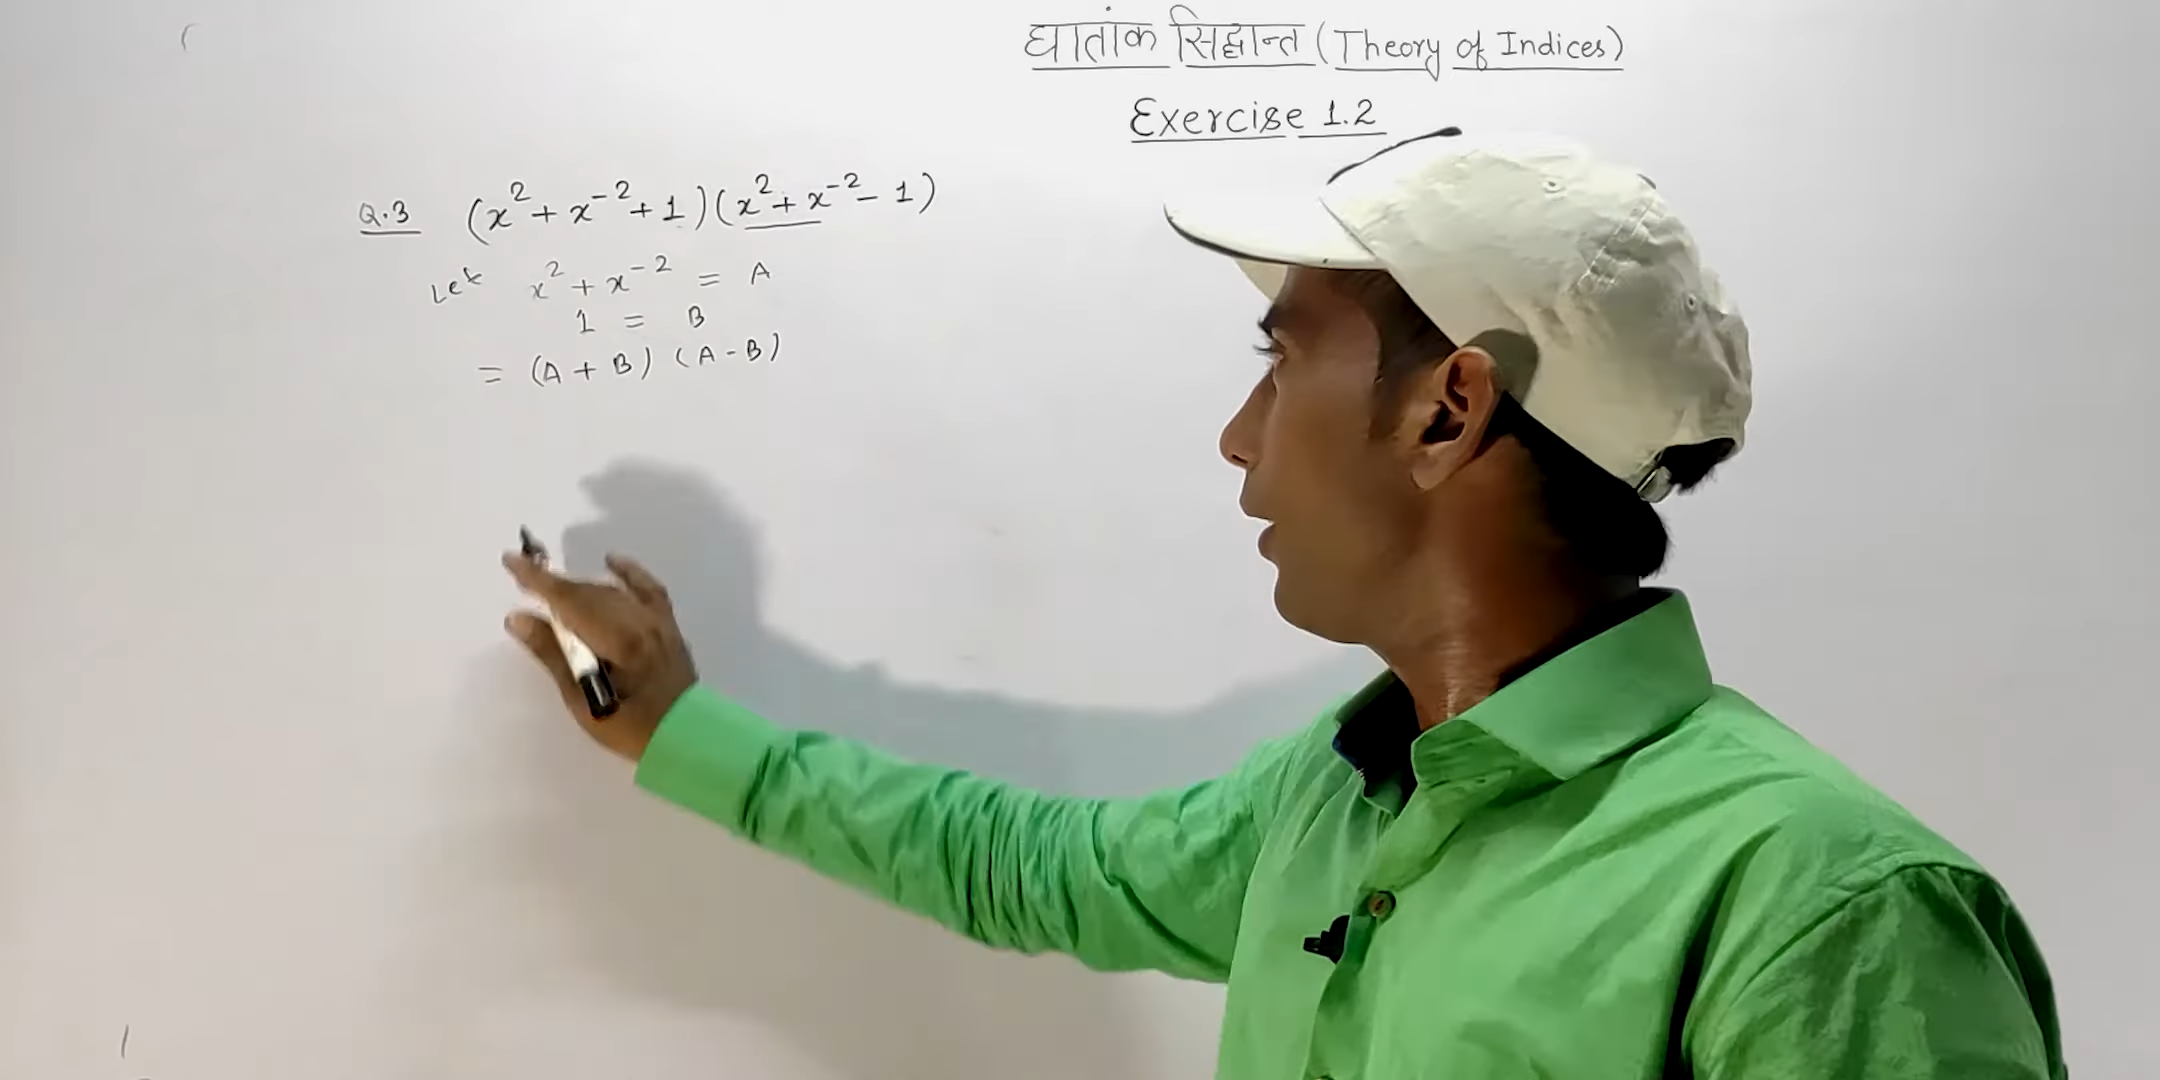 घातांक सिद्धान्त (Theory of Indices)
Exercise 1.2
Q.3 (x² + x⁻² + 1)(x² + x⁻² - 1)
Let x² + x⁻² = A
1 = B
= (A + B) (A - B)